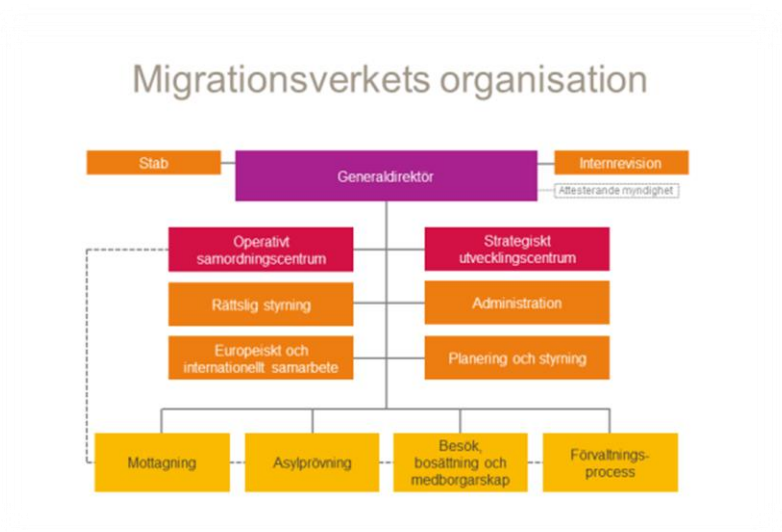 Migrationsverkets organisation
Stab
Generaldirektör
Internrevision
Attesterande myndighet
Operativt
samordningscentrum
Strategiskt
utvecklingscentrum
Rättslig styrning
Administration
Europeiskt och
internationellt samarbete
Planering och styrning
Mottagning
Asylprövning
Besök,
bosättning och
medborgarskap
Förvaltnings-
process